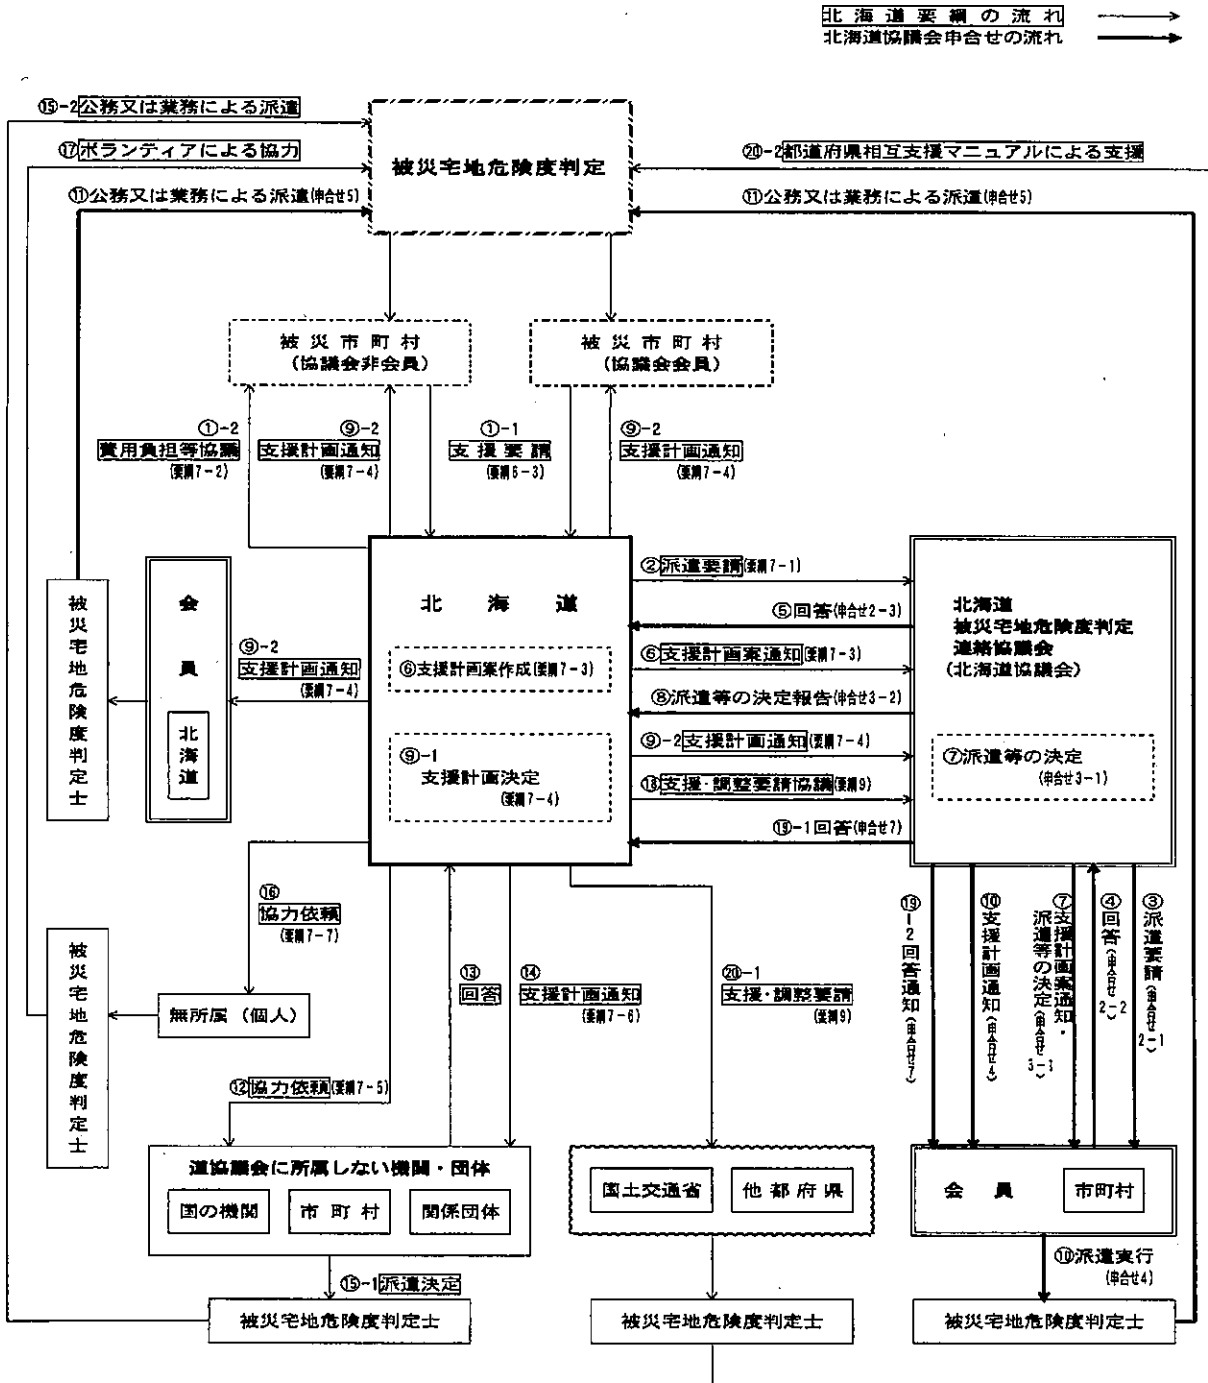 北海道要綱の流れ
北海道協議会申合せの流れ
⑮-2公務又は業務による派遣
⑰ボランティアによる協力
⑪公務又は業務による派遣(申合せ5)
被災宅地危険度判定
⑳-2都道府県相互支援マニュアルによる支援
⑪公務又は業務による派遣(申合せ5)
被災市町村
(協議会非会員)
被災市町村
(協議会会員)
①-2
費用負担等協議
(要綱7-2)
⑨-2
支援計画通知
(要綱7-4)
①-1
支援要請
(要綱6-3)
⑨-2
支援計画通知
(要綱7-4)
被災宅地危険度判定士
会員
北海道
⑨-2
支援計画通知
(要綱7-4)
北海道
⑥支援計画案作成(要綱7-3)
⑨-1
支援計画決定
(要綱7-4)
②派遣要請(要綱7-1)
⑤回答(申合せ2-3)
⑥支援計画案通知(要綱7-3)
⑧派遣等の決定報告(申合せ3-2)
⑨-2支援計画通知(要綱7-4)
⑱支援・調整要請協議(要綱9)
⑲-1回答(申合せ7)
北海道
被災宅地危険度判定
連絡協議会
(北海道協議会)
⑦派遣等の決定
(申合せ3-1)
⑯
協力依頼
(要綱7-7)
被災宅地危険度判定士
無所属(個人)
⑫協力依頼(要綱7-5)
⑬
回答
⑭
支援計画通知
(要綱7-6)
⑳-1
支援・調整要請
(要綱9)
⑲-2回答通知(申合せ7)
⑩支援計画通知(申合せ4)
⑦支援計画案通知・
派遣等の決定(申合せ3-3)
④回答(申合せ2-2)
③派遣要請(申合せ2-1)
道協議会に所属しない機関・団体
国の機関
市町村
関係団体
国土交通省
他都府県
会員
市町村
⑮-1派遣決定
⑩派遣実行
(申合せ4)
被災宅地危険度判定士
被災宅地危険度判定士
被災宅地危険度判定士